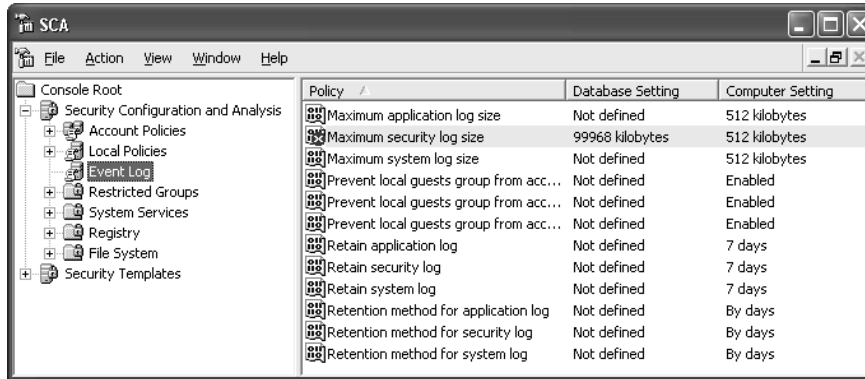 SCA
File Action View Window Help
Console Root
Security Configuration and Analysis
Account Policies
Local Policies
Event Log
Restricted Groups
System Services
Registry
File System
Security Templates
Policy Database Setting Computer Setting
Maximum application log size Not defined 512 kilobytes
Maximum security log size 99968 kilobytes 512 kilobytes
Maximum system log size Not defined 512 kilobytes
Prevent local guests group from acc... Not defined Enabled
Prevent local guests group from acc... Not defined Enabled
Prevent local guests group from acc... Not defined Enabled
Retain application log Not defined 7 days
Retain security log Not defined 7 days
Retain system log Not defined 7 days
Retention method for application log Not defined By days
Retention method for security log Not defined By days
Retention method for system log Not defined By days